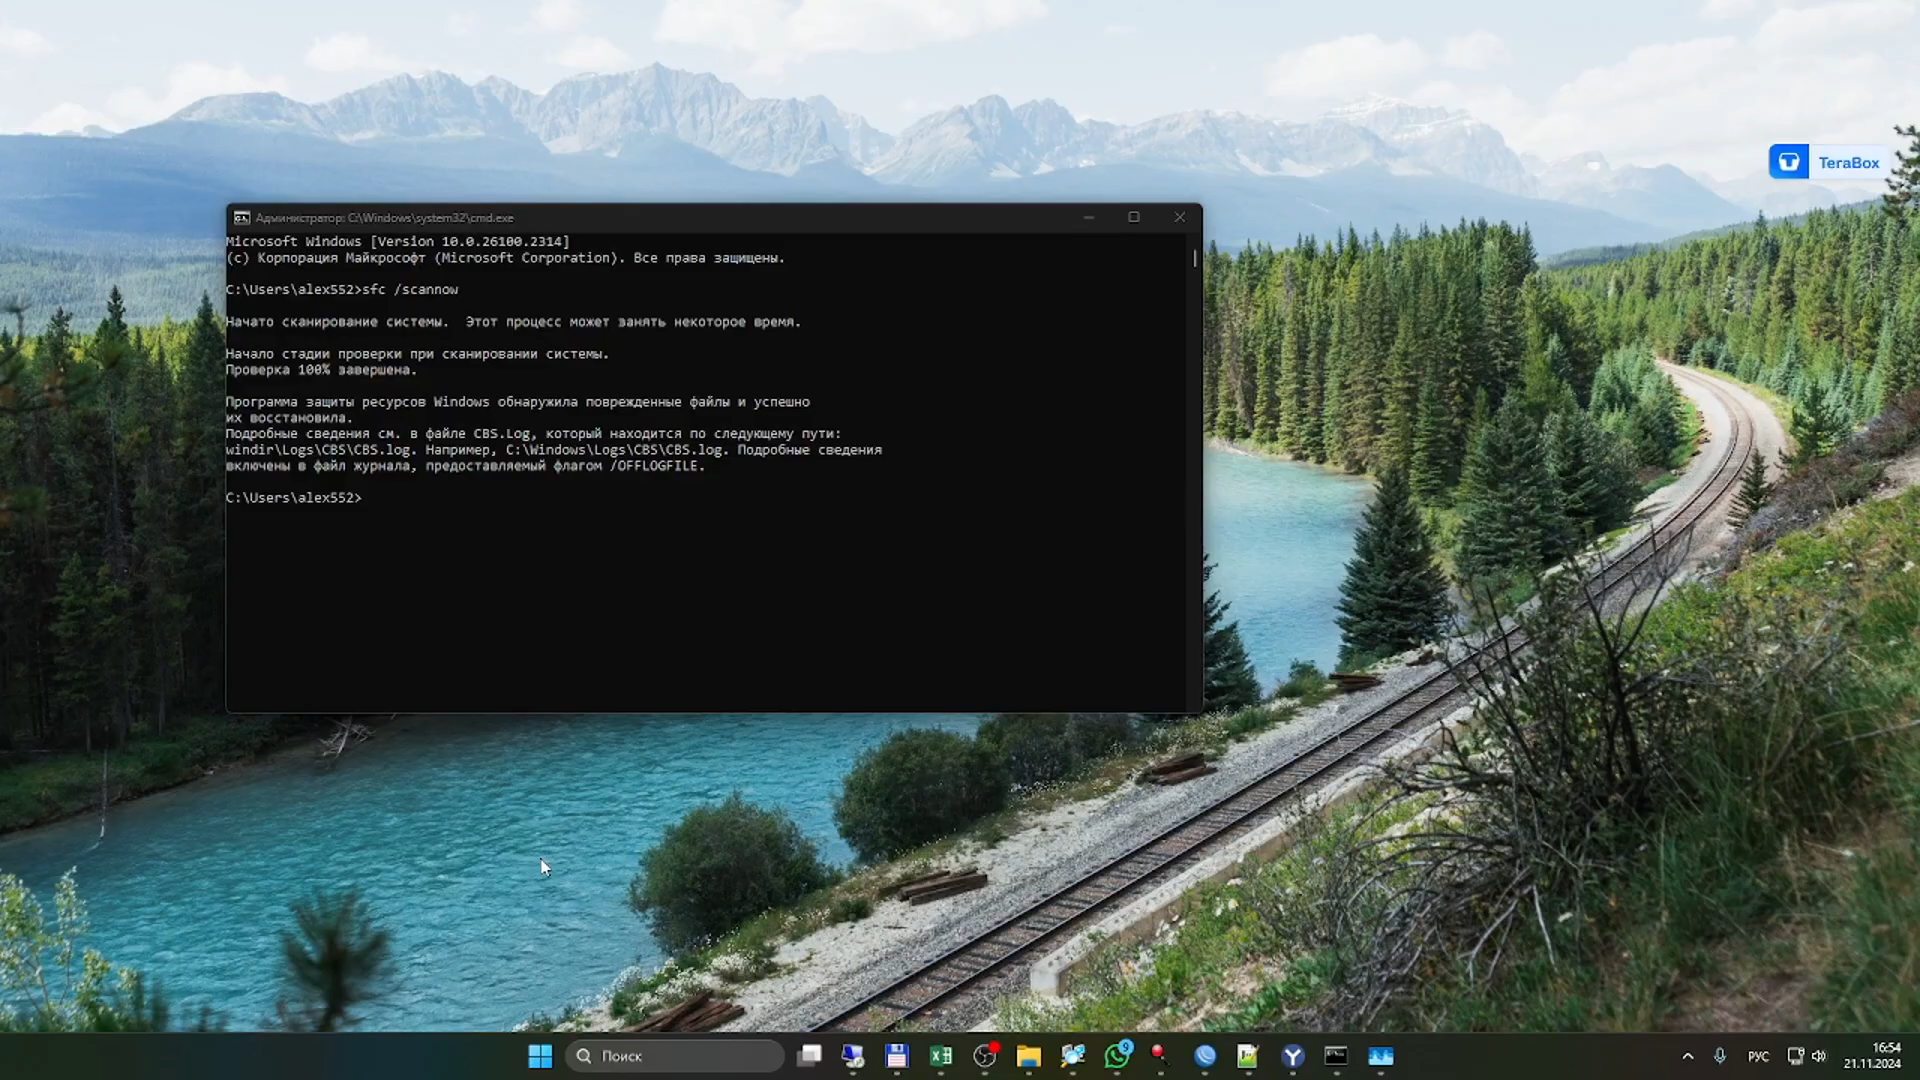 TeraBox
Администратор: C:\Windows\system32\cmd.exe
Microsoft Windows [Version 10.0.26100.2314]
(c) Корпорация Майкрософт (Microsoft Corporation). Все права защищены.
C:\Users\alex552>sfc /scannow
Начато сканирование системы.  Этот процесс может занять некоторое время.
Начало стадии проверки при сканировании системы.
Проверка 100% завершена.
Программа защиты ресурсов Windows обнаружила поврежденные файлы и успешно
их восстановила.
Подробные сведения см. в файле CBS.Log, который находится по следующему пути:
windir\Logs\CBS\CBS.log. Например, C:\Windows\Logs\CBS\CBS.log. Подробные сведения
включены в файл журнала, предоставляемый флагом /OFFLOGFILE.
C:\Users\alex552>
Поиск
9
РУС
16:54
21.11.2024